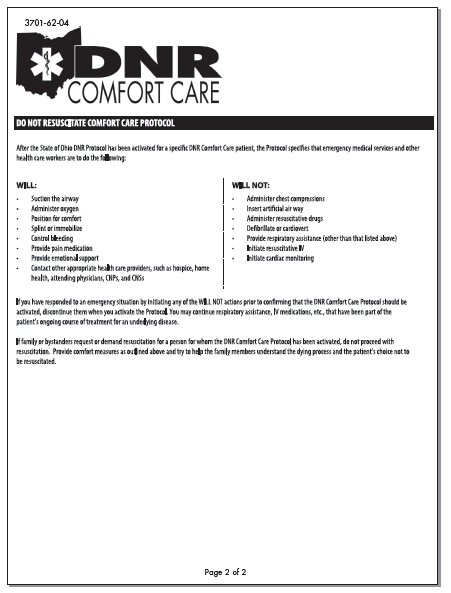 3701-62-04
DNR
COMFORT CARE
DO NOT RESUSCITATE COMFORT CARE PROTOCOL
After the State of Ohio DNR Protocol has been activated for a specific DNR Comfort Care patient, the Protocol specifies that emergency medical services and other
health care workers are to do the following:
WILL:
• Suction the airway
• Administer oxygen
• Position for comfort
• Splint or immobilize
• Control bleeding
• Provide pain medication
• Provide emotional support
• Contact other appropriate health care providers, such as hospice, home
health, attending physicians, CNPs, and CNSs
WILL NOT:
• Administer chest compressions
• Insert artificial air way
• Administer resuscitative drugs
• Defibrillate or cardiovert
• Provide respiratory assistance (other than that listed above)
• Initiate resuscitative IV
• Initiate cardiac monitoring
If you have responded to an emergency situation by initiating any of the WILL NOT actions prior to confirming that the DNR Comfort Care Protocol should be
activated, discontinue them when you activate the Protocol. You may continue respiratory assistance, IV medications, etc., that have been part of the
patient's ongoing course of treatment for an underlying disease.
If family or bystanders request or demand resuscitation for a person for whom the DNR Comfort Care Protocol has been activated, do not proceed with
resuscitation. Provide comfort measures as outlined above and try to help the family members understand the dying process and the patient's choice not to
be resuscitated.
Page 2 of 2